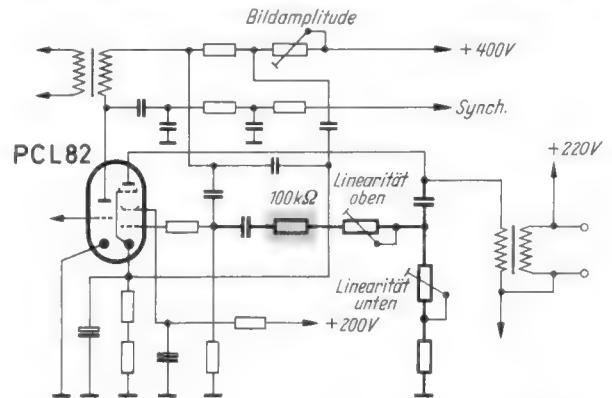 Bildamplitude
+400V
Synch.
PCL82
+220V
100kΩ
Linearität
oben
Linearität
unten
+200V